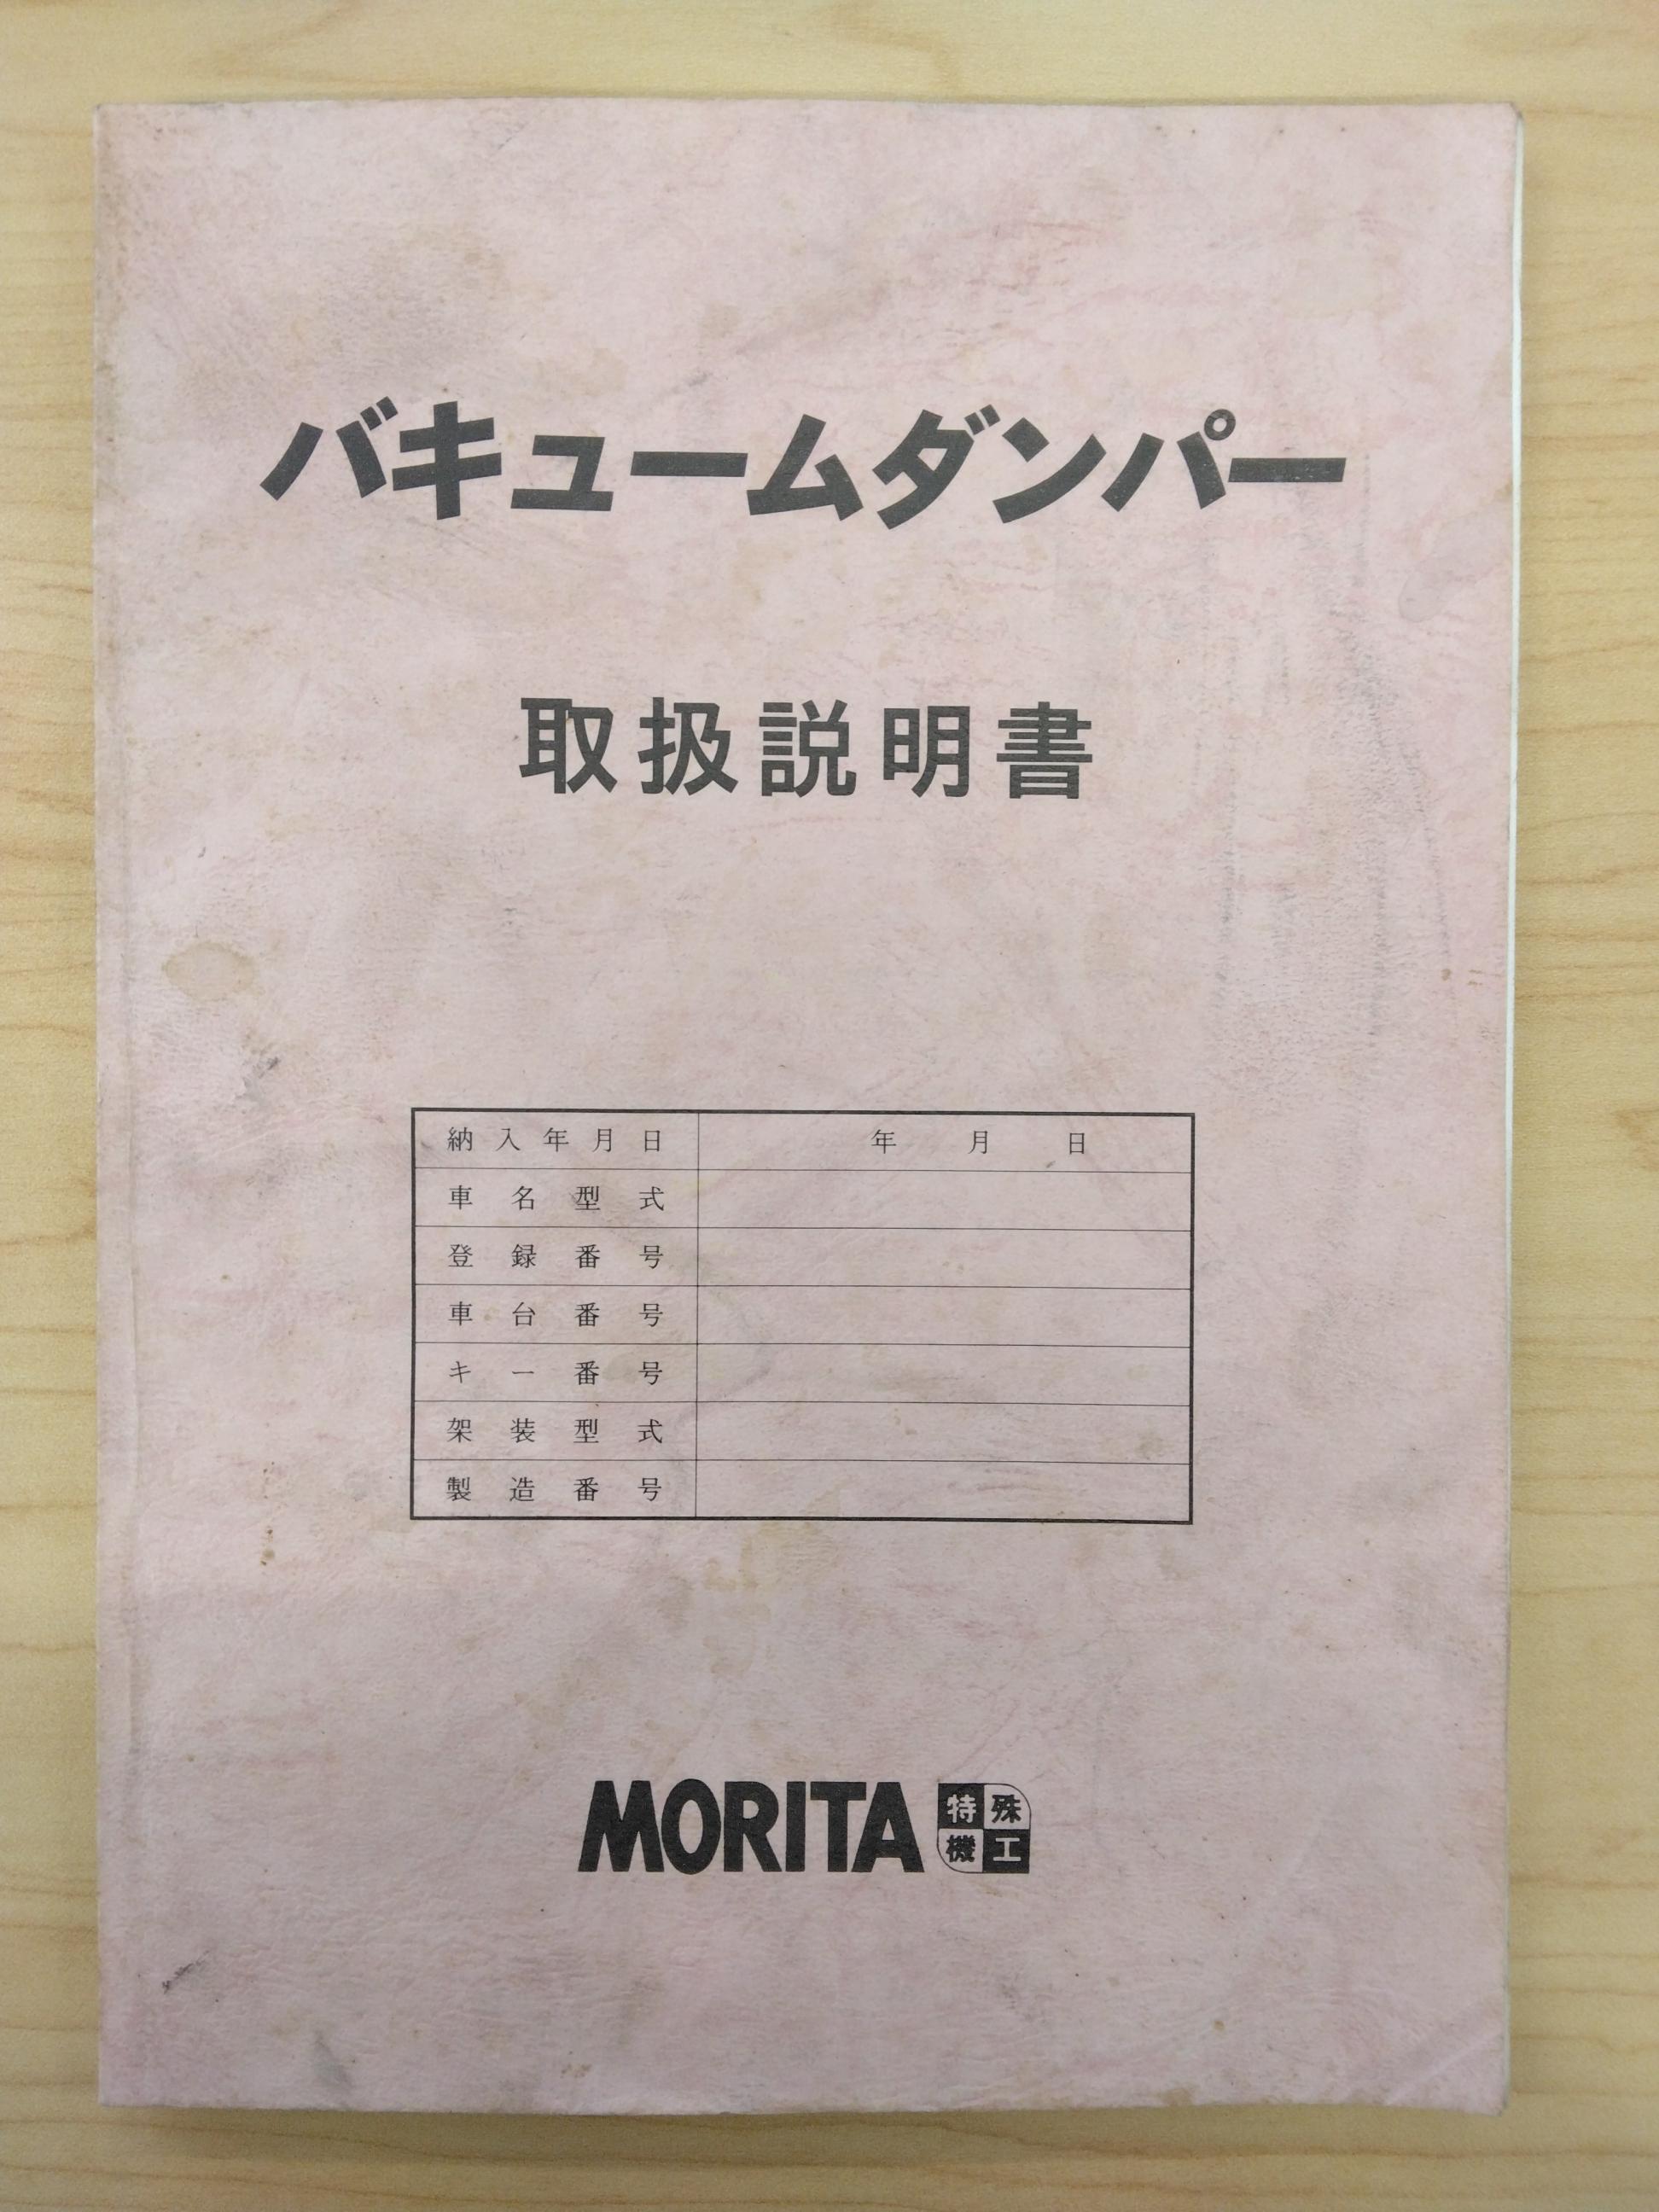 バキュームダンパー
取扱説明書
納入年月日 年 月 日
車名型式
登録番号
車台番号
キー番号
架装型式
製造番号
MORITA 特殊機工